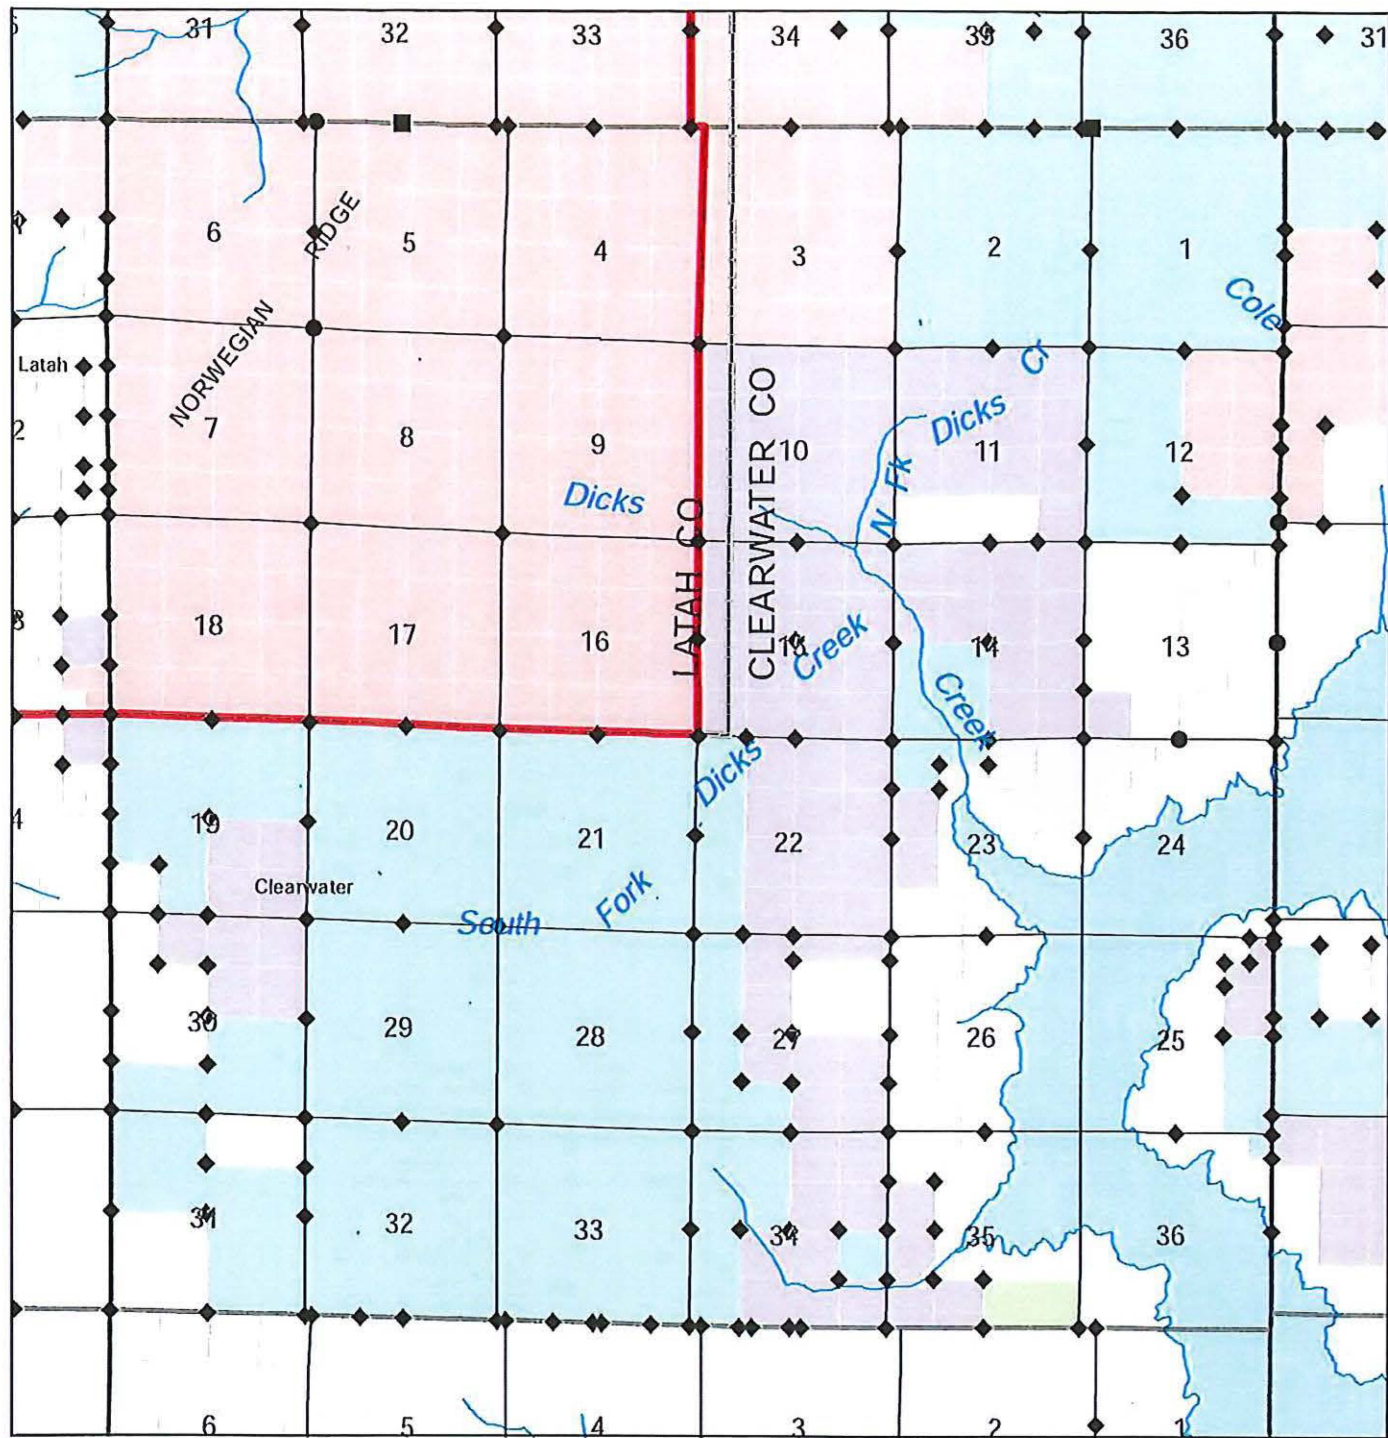 31 32 33 34 35 36 31
6 RIDGE 5 4 3 2 1
Cole
NORWEGIAN
Latah
Cr
Dicks
2 7 8 9 10 11 12
N Fk
Dicks
LATAH CO
CLEARWATER CO
3 18 17 16 15 14 13
Creek
Creek
Dicks
4 19 20 21 22 23 24
Clearwater
South Fork
30 29 28 27 26 25
31 32 33 34 35 36
6 5 4 3 2 1